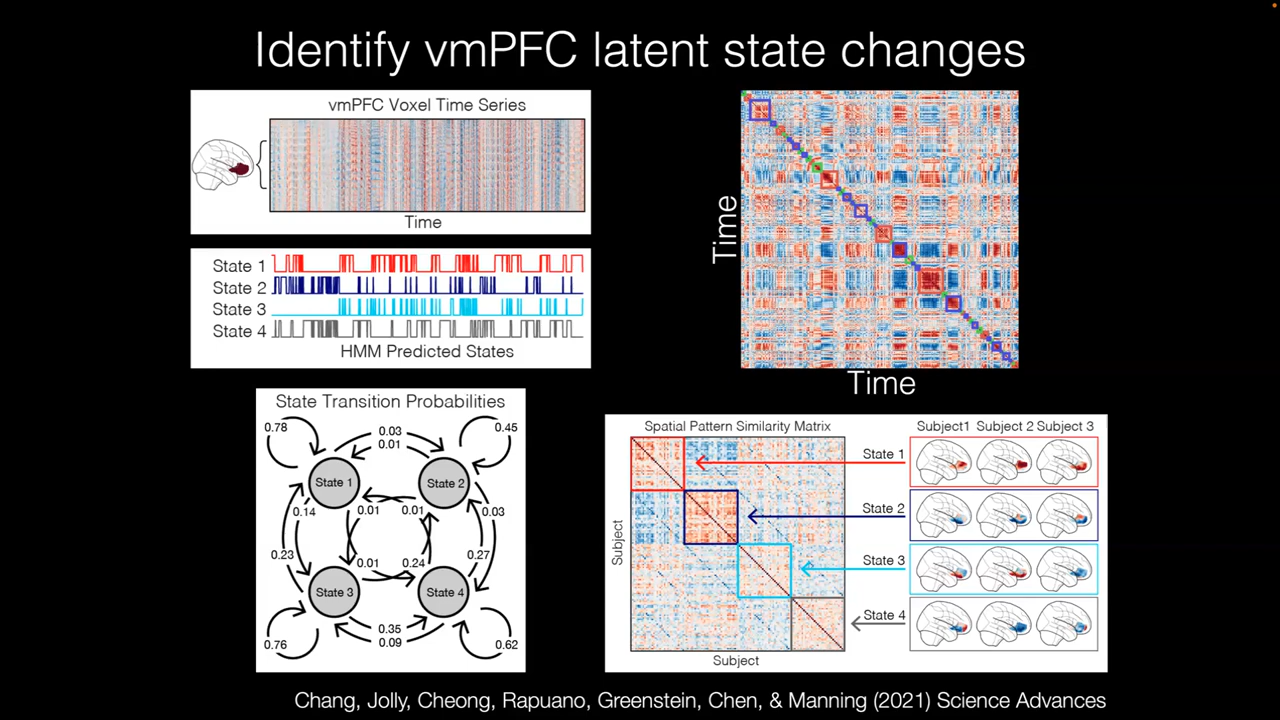 Identify vmPFC latent state changes
vmPFC Voxel Time Series
Time
State 1
State 2
State 3
State 4
HMM Predicted States
Time
Time
State Transition Probabilities
0.78
0.03
0.01
0.45
State 1
State 2
0.14
0.01
0.01
0.03
0.23
0.01
0.24
0.27
State 3
State 4
0.76
0.35
0.09
0.62
Spatial Pattern Similarity Matrix
Subject1 Subject 2 Subject 3
State 1
State 2
State 3
State 4
Subject
Subject
Chang, Jolly, Cheong, Rapuano, Greenstein, Chen, & Manning (2021) Science Advances